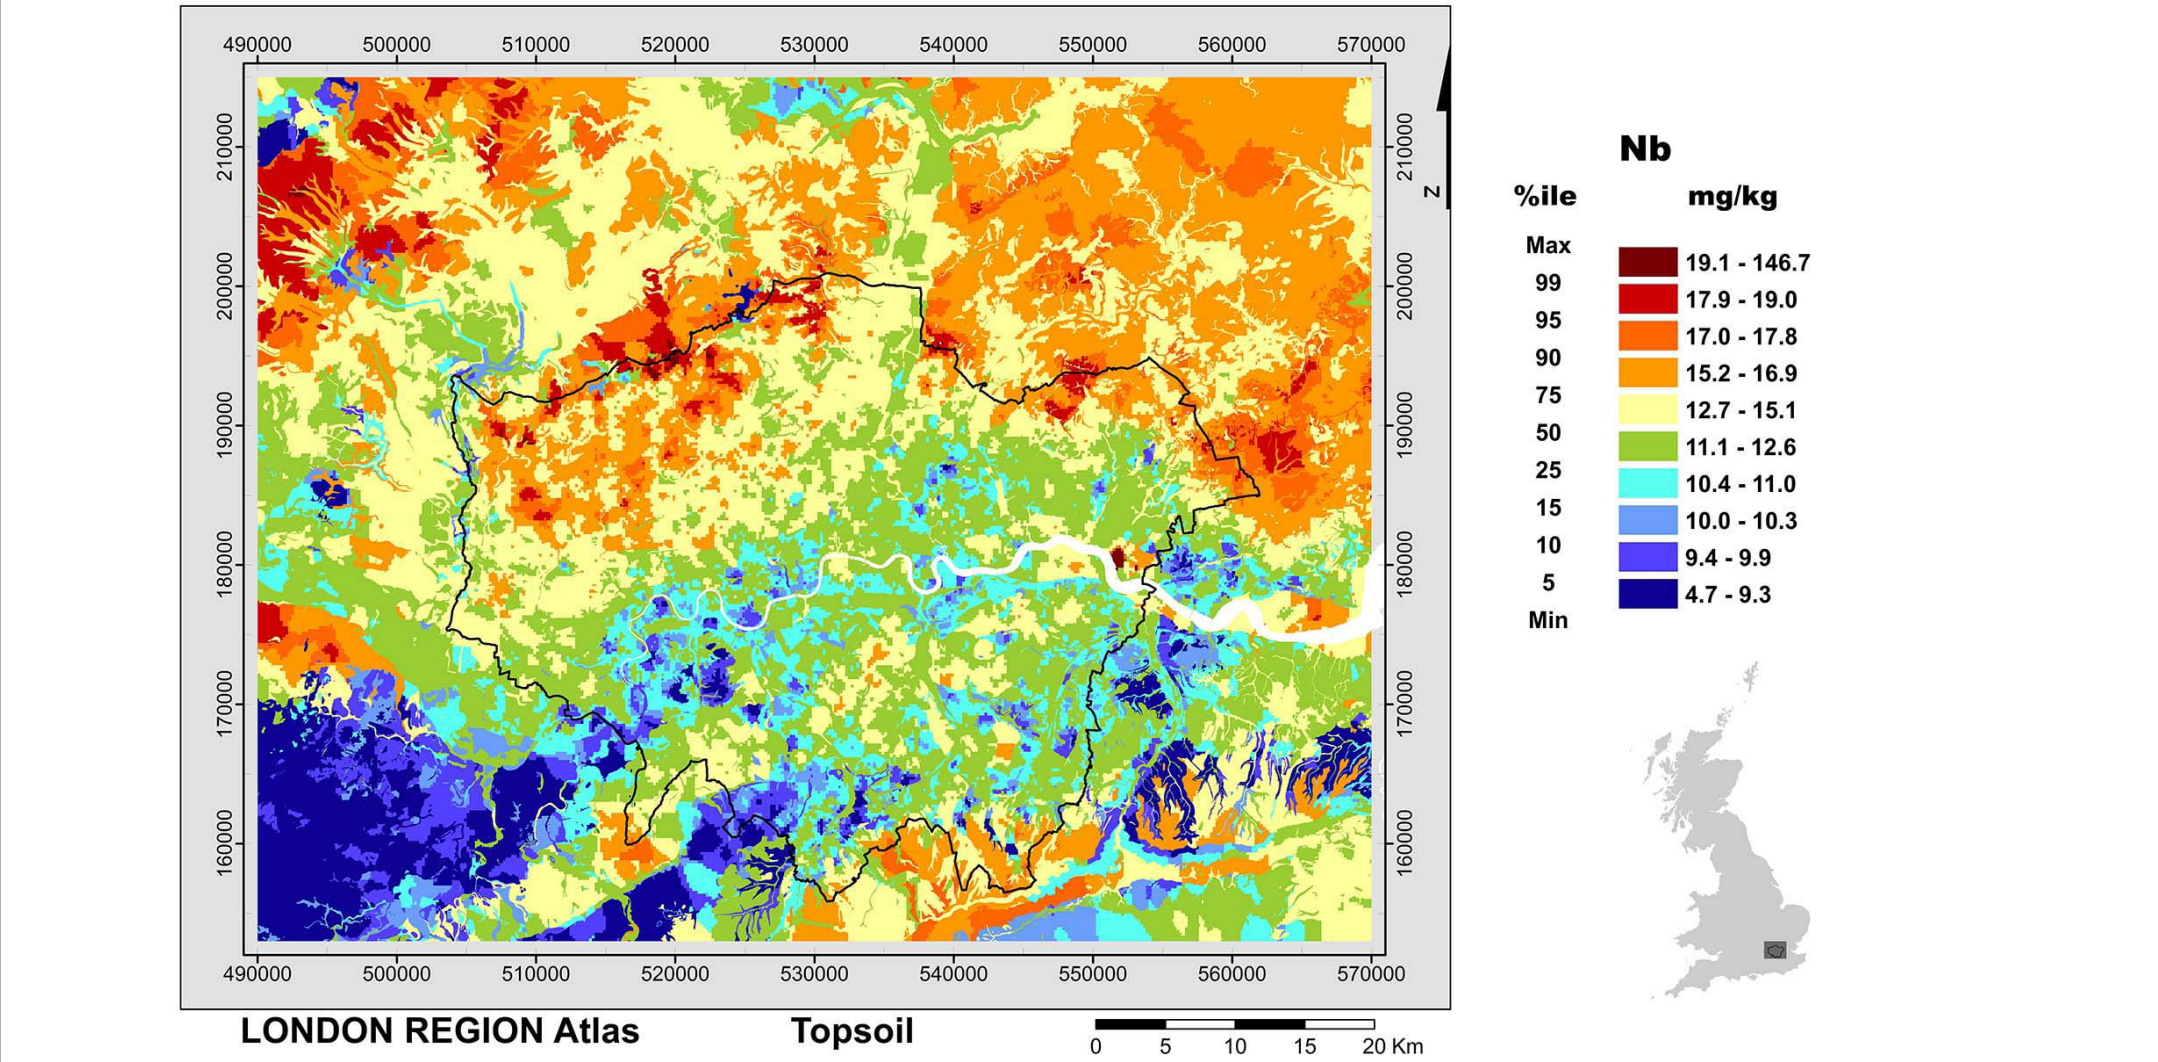 490000 500000 510000 520000 530000 540000 550000 560000 570000
210000 200000 190000 180000 170000 160000
210000 200000 190000 180000 170000 160000
N
490000 500000 510000 520000 530000 540000 550000 560000 570000
LONDON REGION Atlas Topsoil
0 5 10 15 20 Km
Nb
%ile mg/kg
Max
19.1 - 146.7
99
17.9 - 19.0
95
17.0 - 17.8
90
15.2 - 16.9
75
12.7 - 15.1
50
11.1 - 12.6
25
10.4 - 11.0
15
10.0 - 10.3
10
9.4 - 9.9
5
4.7 - 9.3
Min